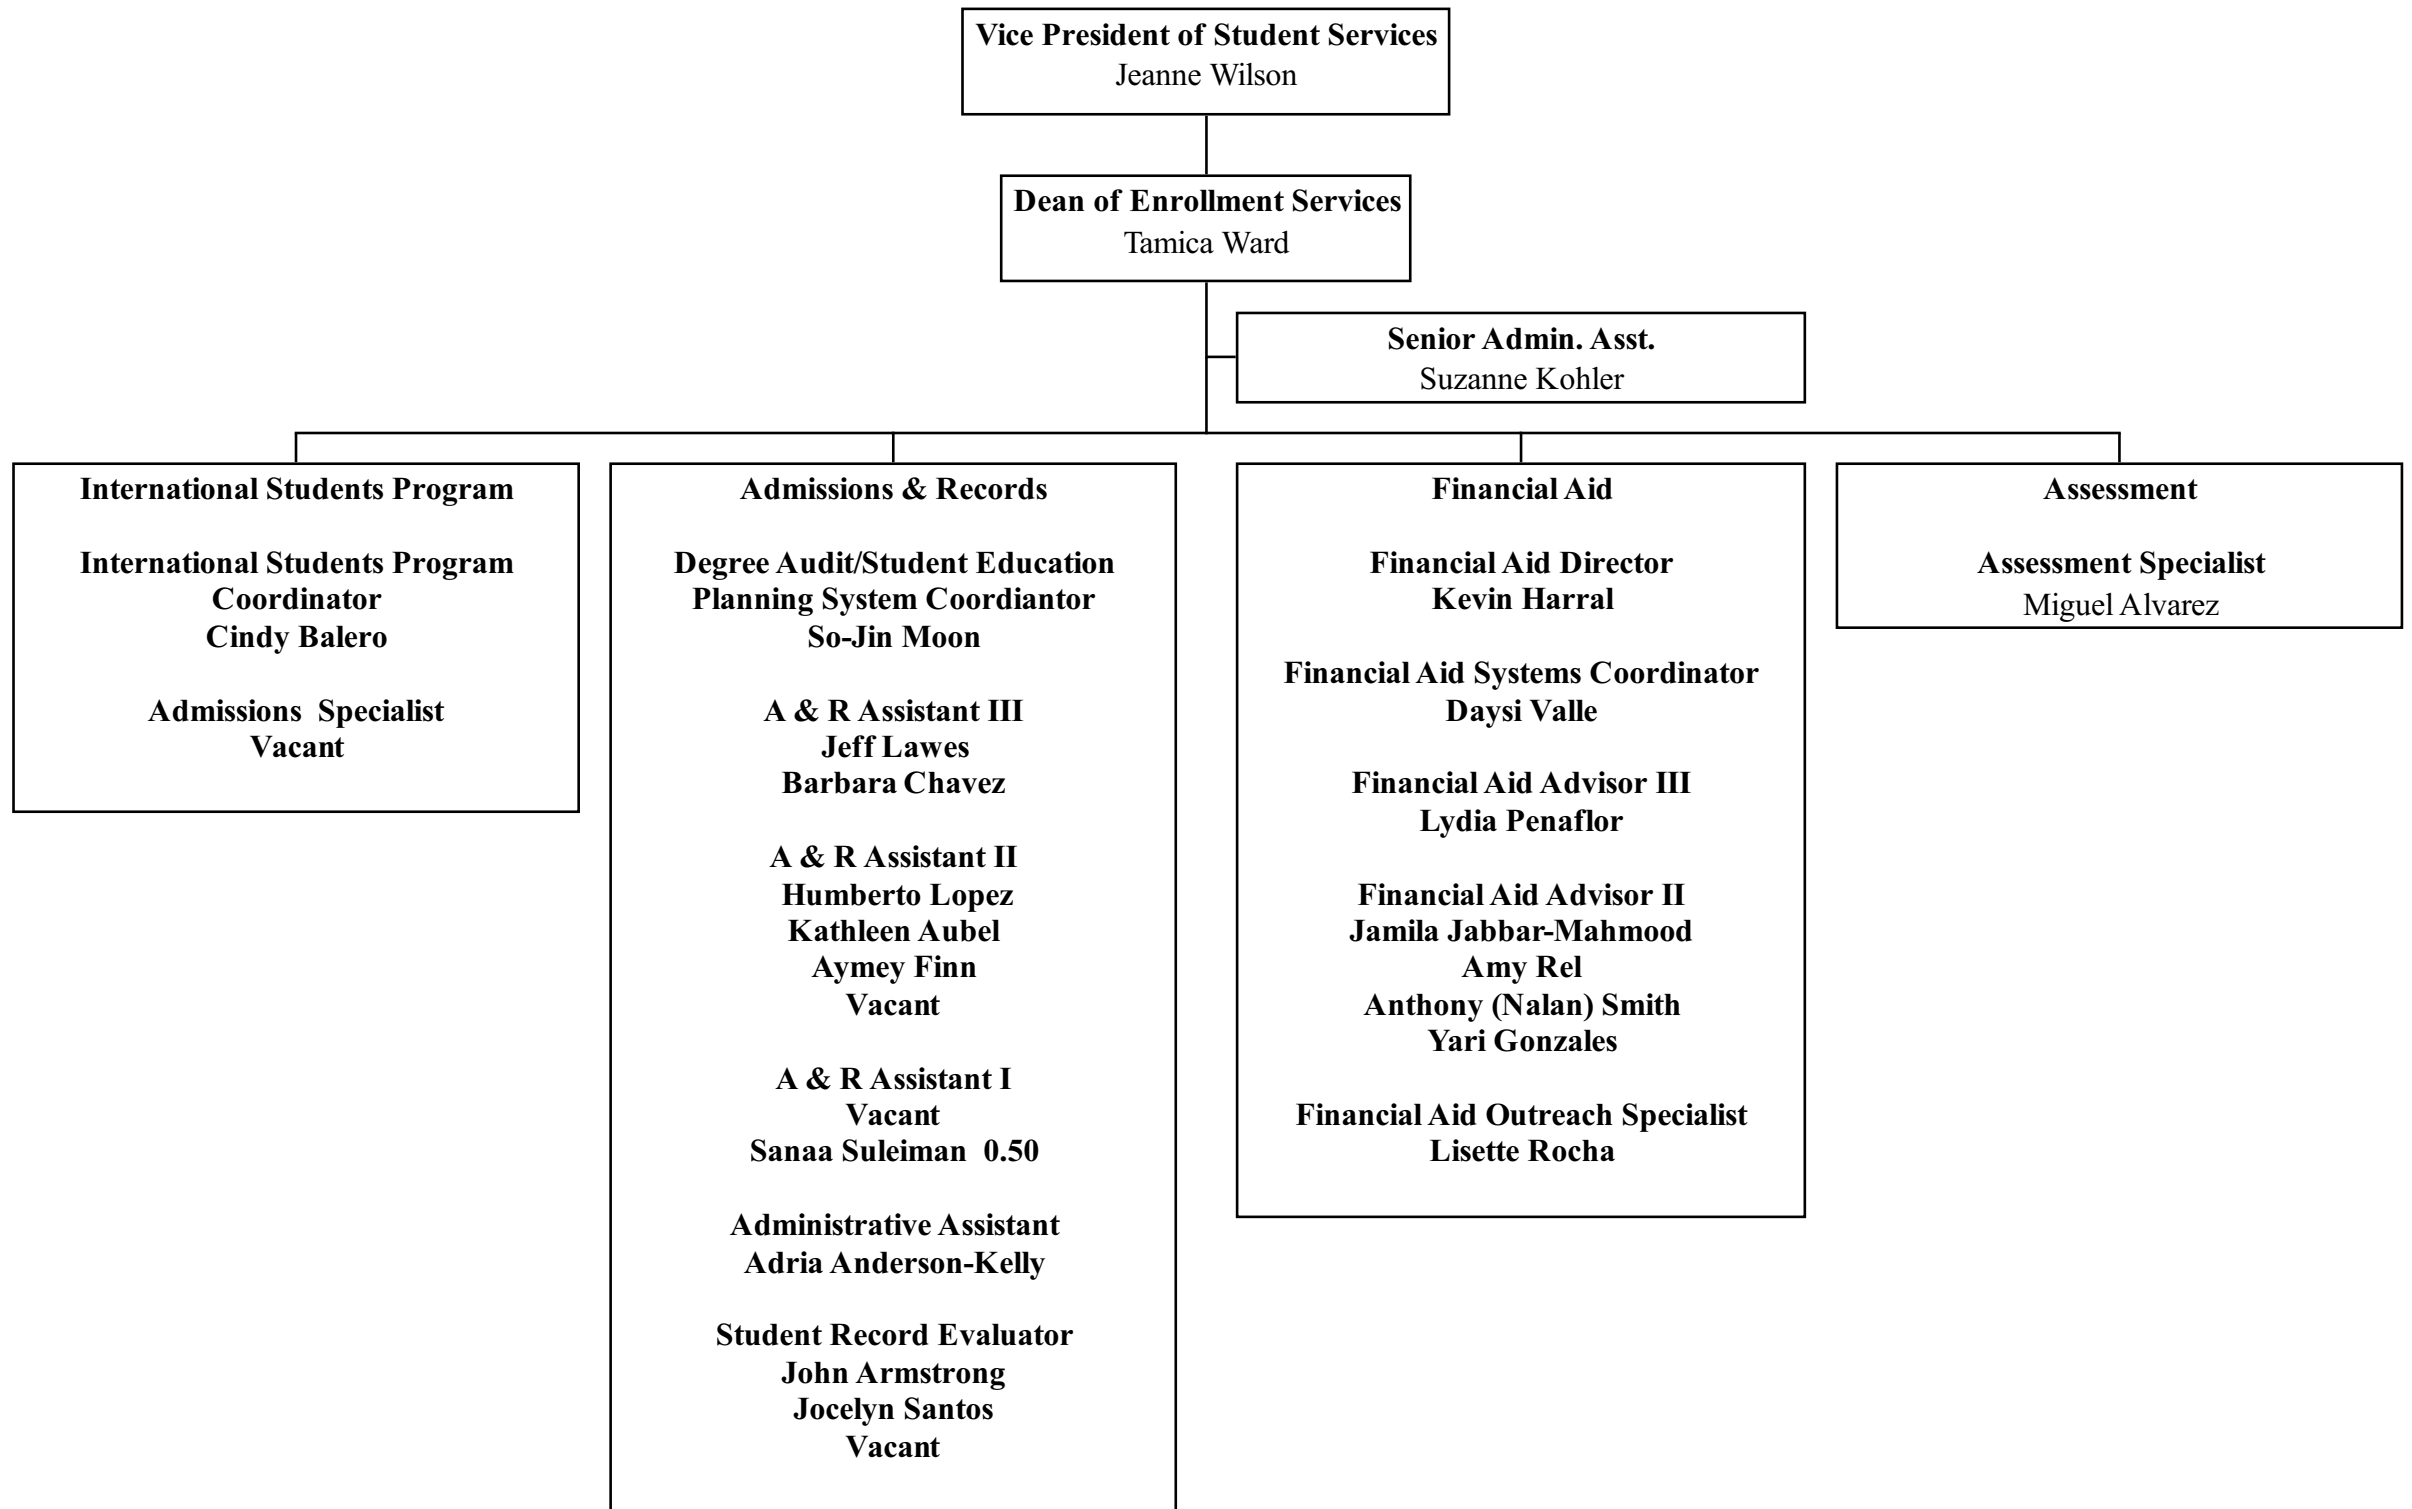 Vice President of Student Services
Jeanne Wilson
Dean of Enrollment Services
Tamica Ward
Senior Admin. Asst.
Suzanne Kohler
International Students Program
International Students Program
Coordinator
Cindy Balero
Admissions  Specialist
Vacant
Admissions & Records
Degree Audit/Student Education
Planning System Coordiantor
So-Jin Moon
A & R Assistant III
Jeff Lawes
Barbara Chavez
A & R Assistant II
Humberto Lopez
Kathleen Aubel
Aymey Finn
Vacant
A & R Assistant I
Vacant
Sanaa Suleiman  0.50
Administrative Assistant
Adria Anderson-Kelly
Student Record Evaluator
John Armstrong
Jocelyn Santos
Vacant
Financial Aid
Financial Aid Director
Kevin Harral
Financial Aid Systems Coordinator
Daysi Valle
Financial Aid Advisor III
Lydia Penaflor
Financial Aid Advisor II
Jamila Jabbar-Mahmood
Amy Rel
Anthony (Nalan) Smith
Yari Gonzales
Financial Aid Outreach Specialist
Lisette Rocha
Assessment
Assessment Specialist
Miguel Alvarez